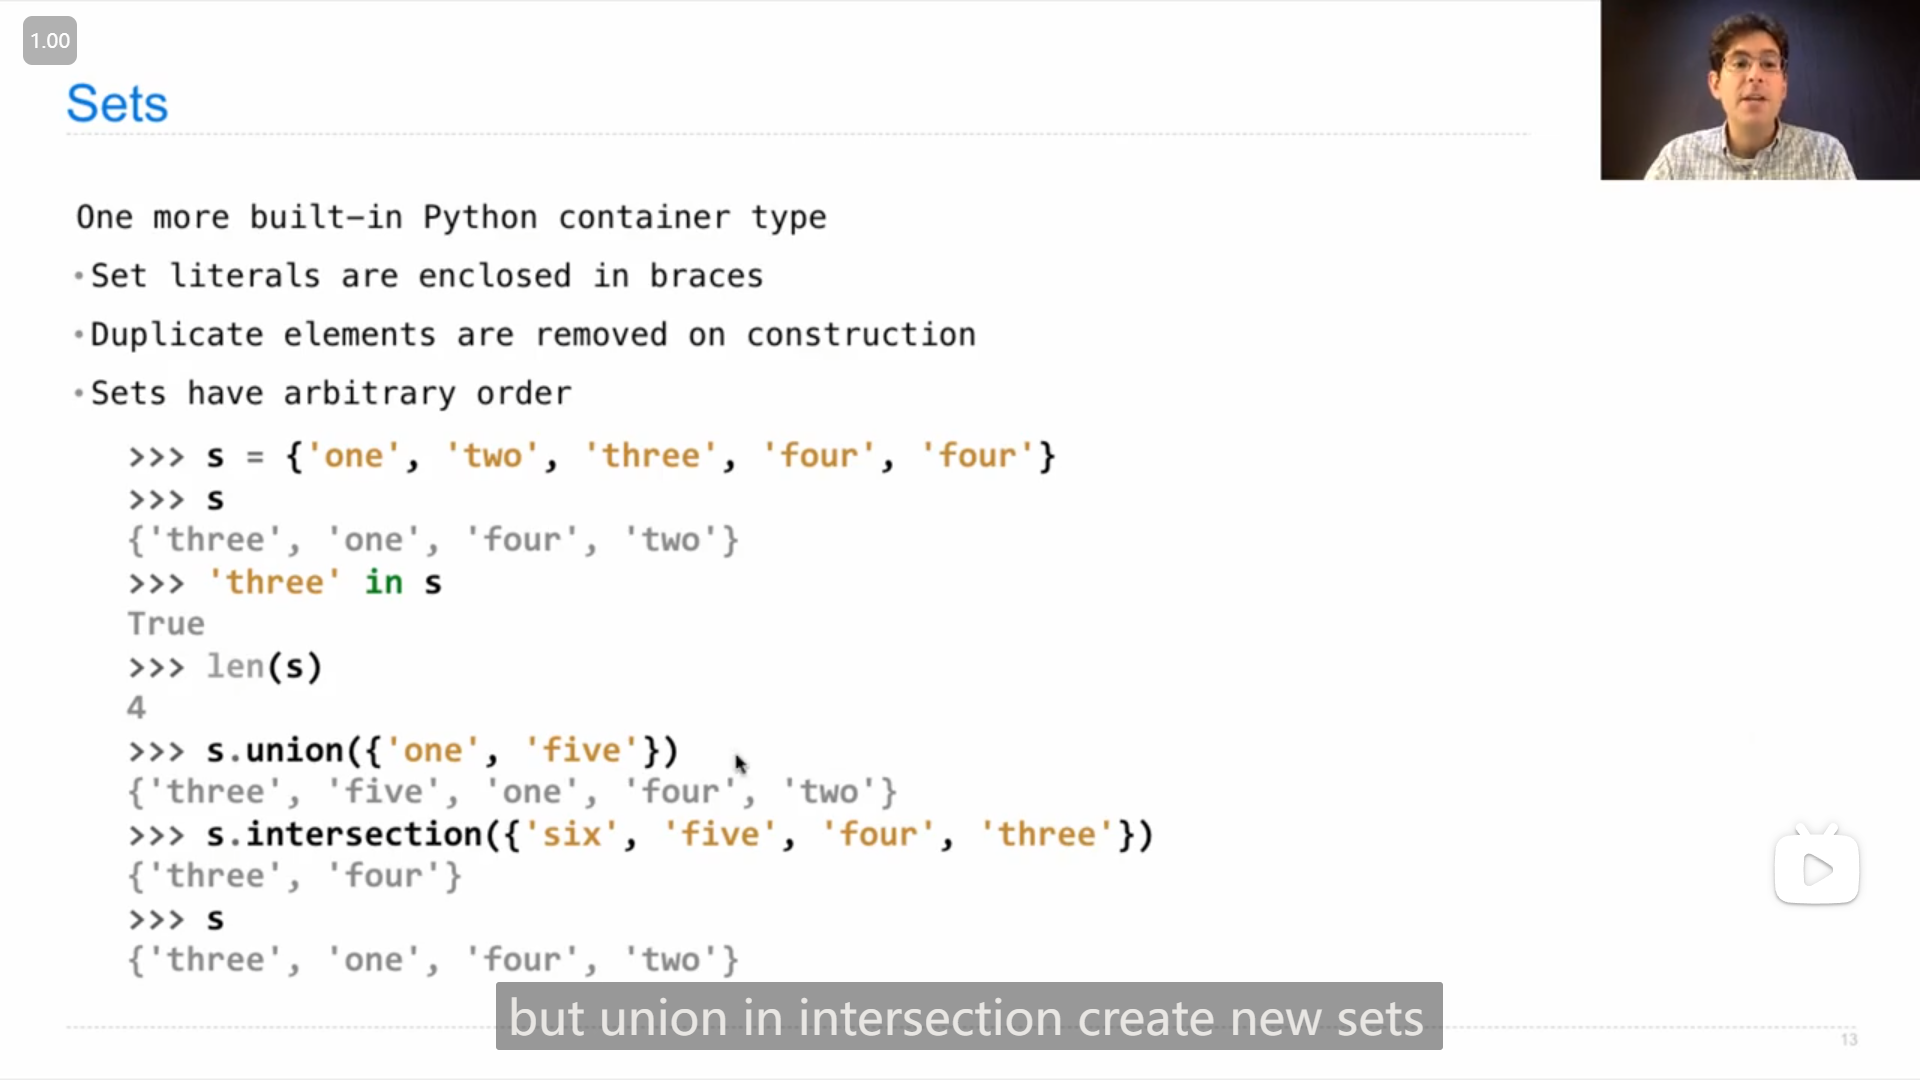 1.00
Sets
One more built-in Python container type
•Set literals are enclosed in braces
•Duplicate elements are removed on construction
•Sets have arbitrary order
>>> s = {'one', 'two', 'three', 'four', 'four'}
>>> s
{'three', 'one', 'four', 'two'}
>>> 'three' in s
True
>>> len(s)
4
>>> s.union({'one', 'five'})
{'three', 'five', 'one', 'four', 'two'}
>>> s.intersection({'six', 'five', 'four', 'three'})
{'three', 'four'}
>>> s
{'three', 'one', 'four', 'two'}
but union in intersection create new sets
13